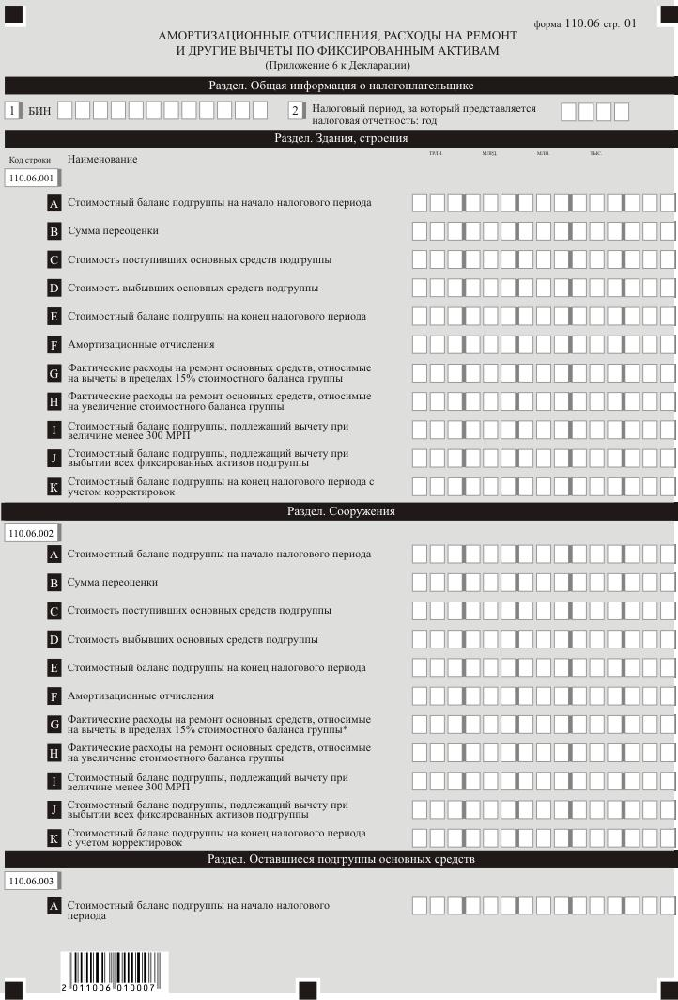 форма 110.06 стр. 01
АМОРТИЗАЦИОННЫЕ ОТЧИСЛЕНИЯ, РАСХОДЫ НА РЕМОНТ
И ДРУГИЕ ВЫЧЕТЫ ПО ФИКСИРОВАННЫМ АКТИВАМ
(Приложение 6 к Декларации)
Раздел. Общая информация о налогоплательщике
1 БИН
2 Налоговый период, за который представляется
налоговая отчетность: год
Раздел. Здания, строения
Код строки Наименование ТРЛН. МЛРД. МЛН. ТЫС.
110.06.001
A Стоимостный баланс подгруппы на начало налогового периода
B Сумма переоценки
C Стоимость поступивших основных средств подгруппы
D Стоимость выбывших основных средств подгруппы
E Стоимостный баланс подгруппы на конец налогового периода
F Амортизационные отчисления
G Фактические расходы на ремонт основных средств, относимые
на вычеты в пределах 15% стоимостного баланса группы
H Фактические расходы на ремонт основных средств, относимые
на увеличение стоимостного баланса группы
I Стоимостный баланс подгруппы, подлежащий вычету при
величине менее 300 МРП
J Стоимостный баланс подгруппы, подлежащий вычету при
выбытии всех фиксированных активов подгруппы
K Стоимостный баланс подгруппы на конец налогового периода с
учетом корректировок
Раздел. Сооружения
110.06.002
A Стоимостный баланс подгруппы на начало налогового периода
B Сумма переоценки
C Стоимость поступивших основных средств подгруппы
D Стоимость выбывших основных средств подгруппы
E Стоимостный баланс подгруппы на конец налогового периода
F Амортизационные отчисления
G Фактические расходы на ремонт основных средств, относимые
на вычеты в пределах 15% стоимостного баланса группы*
H Фактические расходы на ремонт основных средств, относимые
на увеличение стоимостного баланса группы
I Стоимостный баланс подгруппы, подлежащий вычету при
величине менее 300 МРП
J Стоимостный баланс подгруппы, подлежащий вычету при
выбытии всех фиксированных активов подгруппы
K Стоимостный баланс подгруппы на конец налогового периода
с учетом корректировок
Раздел. Оставшиеся подгруппы основных средств
110.06.003
A Стоимостный баланс подгруппы на начало налогового
периода
2 011006 010007